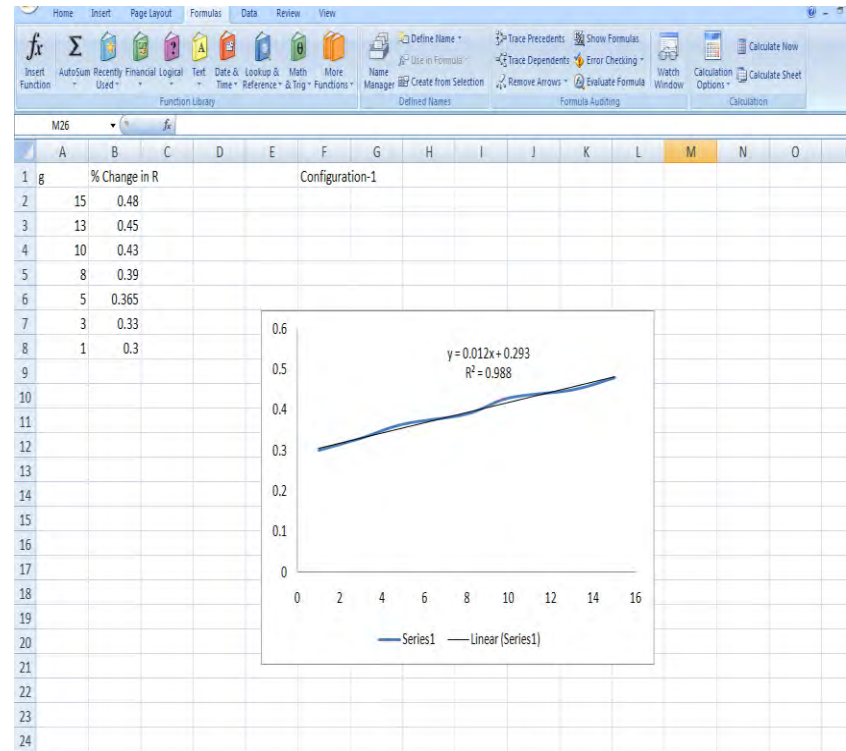 Home Insert Page Layout Formulas Data Review View
fx Σ ? A θ
Insert Function AutoSum Recently Used Financial Logical Text Date & Time Lookup & Reference Math & Trig More Functions
Function Library
Name Manager Define Name Use in Formula Create from Selection
Defined Names
Trace Precedents Show Formulas
Trace Dependents Error Checking
Remove Arrows Evaluate Formula
Watch Window
Formula Auditing
Calculation Options Calculate Now
Calculate Sheet
Calculation
M26 fx
A B C D E F G H I J K L M N O
1 g % Change in R Configuration-1
2 15 0.48
3 13 0.45
4 10 0.43
5 8 0.39
6 5 0.365
7 3 0.33
8 1 0.3
9
10
11
12
13
14
15
16
17
18
19
20
21
22
23
24
0.6
0.5
0.4
0.3
0.2
0.1
0
y = 0.012x + 0.293
R² = 0.988
0 2 4 6 8 10 12 14 16
Series1 Linear (Series1)